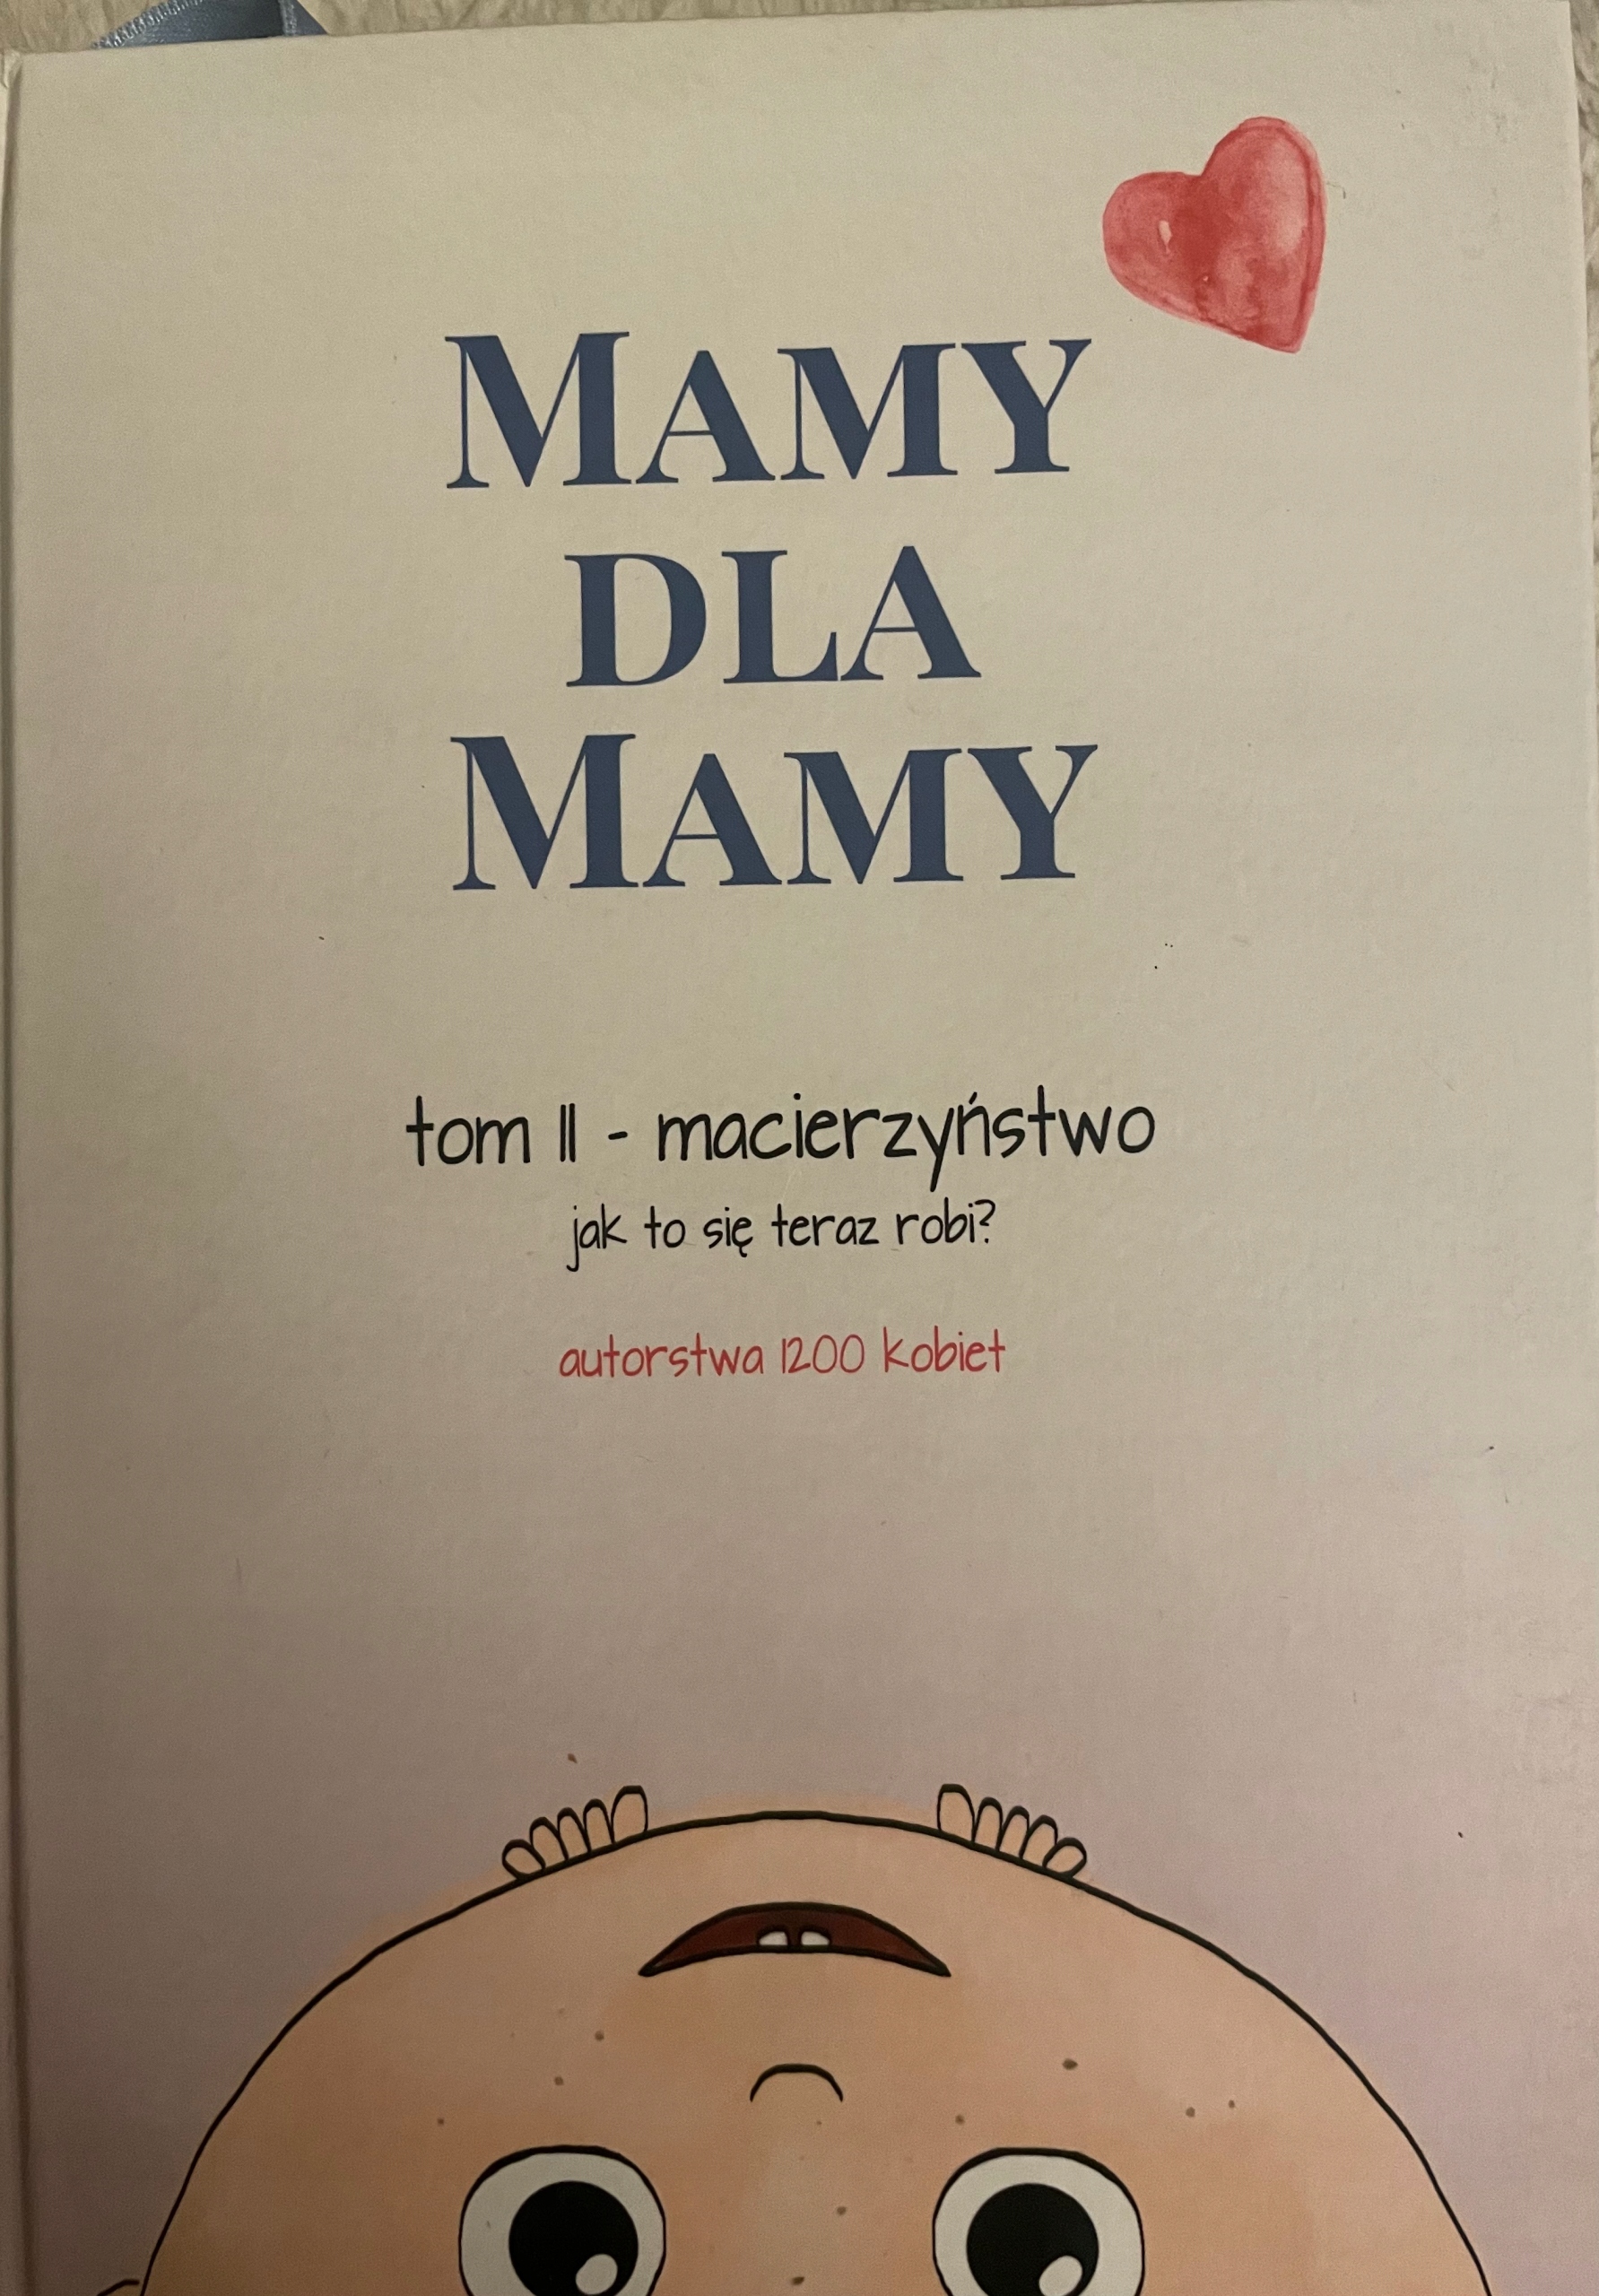 MAMY
DLA
MAMY
tom II - macierzyństwo
jak to się teraz robi?
autorstwa 1200 kobiet